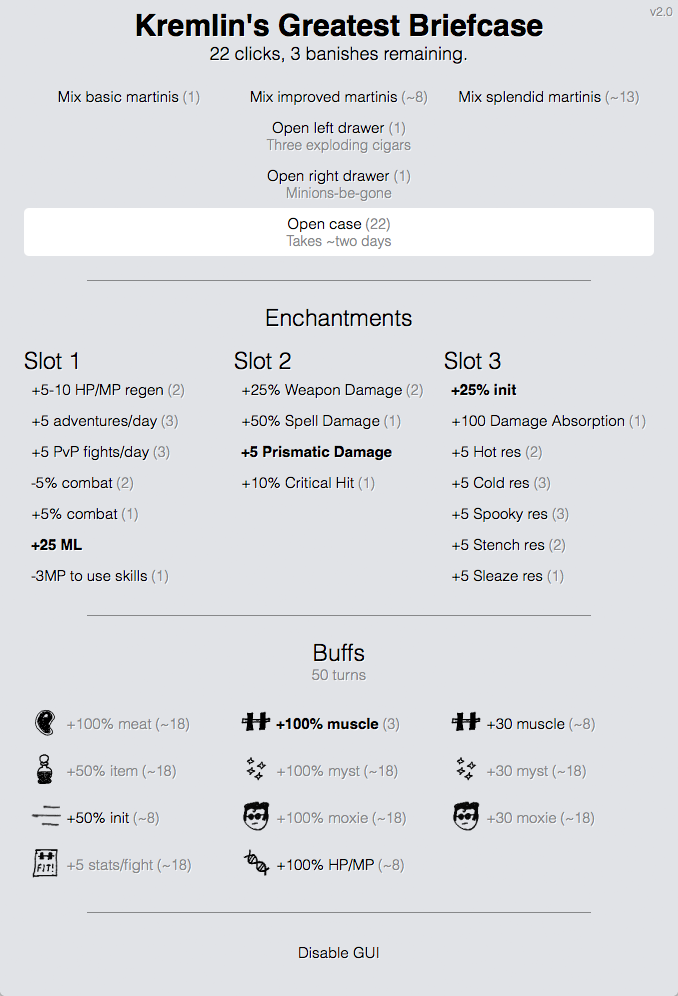 v2.0
Kremlin's Greatest Briefcase
22 clicks, 3 banishes remaining.
Mix basic martinis (1)
Mix improved martinis (~8)
Mix splendid martinis (~13)
Open left drawer (1)
Three exploding cigars
Open right drawer (1)
Minions-be-gone
Open case (22)
Takes ~two days
Enchantments
Slot 1
+5-10 HP/MP regen (2)
+5 adventures/day (3)
+5 PvP fights/day (3)
-5% combat (2)
+5% combat (1)
+25 ML
-3MP to use skills (1)
Slot 2
+25% Weapon Damage (2)
+50% Spell Damage (1)
+5 Prismatic Damage
+10% Critical Hit (1)
Slot 3
+25% init
+100 Damage Absorption (1)
+5 Hot res (2)
+5 Cold res (3)
+5 Spooky res (3)
+5 Stench res (2)
+5 Sleaze res (1)
Buffs
50 turns
+100% meat (~18)
+100% muscle (3)
+30 muscle (~8)
+50% item (~18)
+100% myst (~18)
+30 myst (~18)
+50% init (~8)
+100% moxie (~18)
+30 moxie (~18)
FIT!
+5 stats/fight (~18)
+100% HP/MP (~8)
Disable GUI